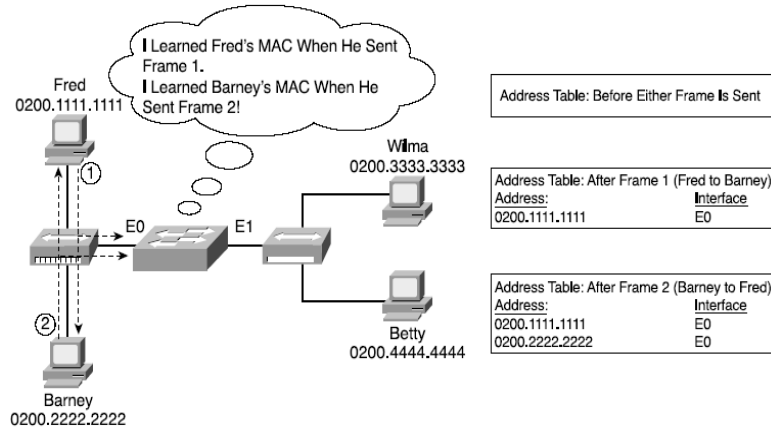 I Learned Fred's MAC When He Sent
Frame 1.
I Learned Barney's MAC When He
Sent Frame 2!
Fred
0200.1111.1111
1
E0
E1
2
Barney
0200.2222.2222
Wilma
0200.3333.3333
Betty
0200.4444.4444
Address Table: Before Either Frame Is Sent
Address Table: After Frame 1 (Fred to Barney)
Address: Interface
0200.1111.1111 E0
Address Table: After Frame 2 (Barney to Fred)
Address: Interface
0200.1111.1111 E0
0200.2222.2222 E0